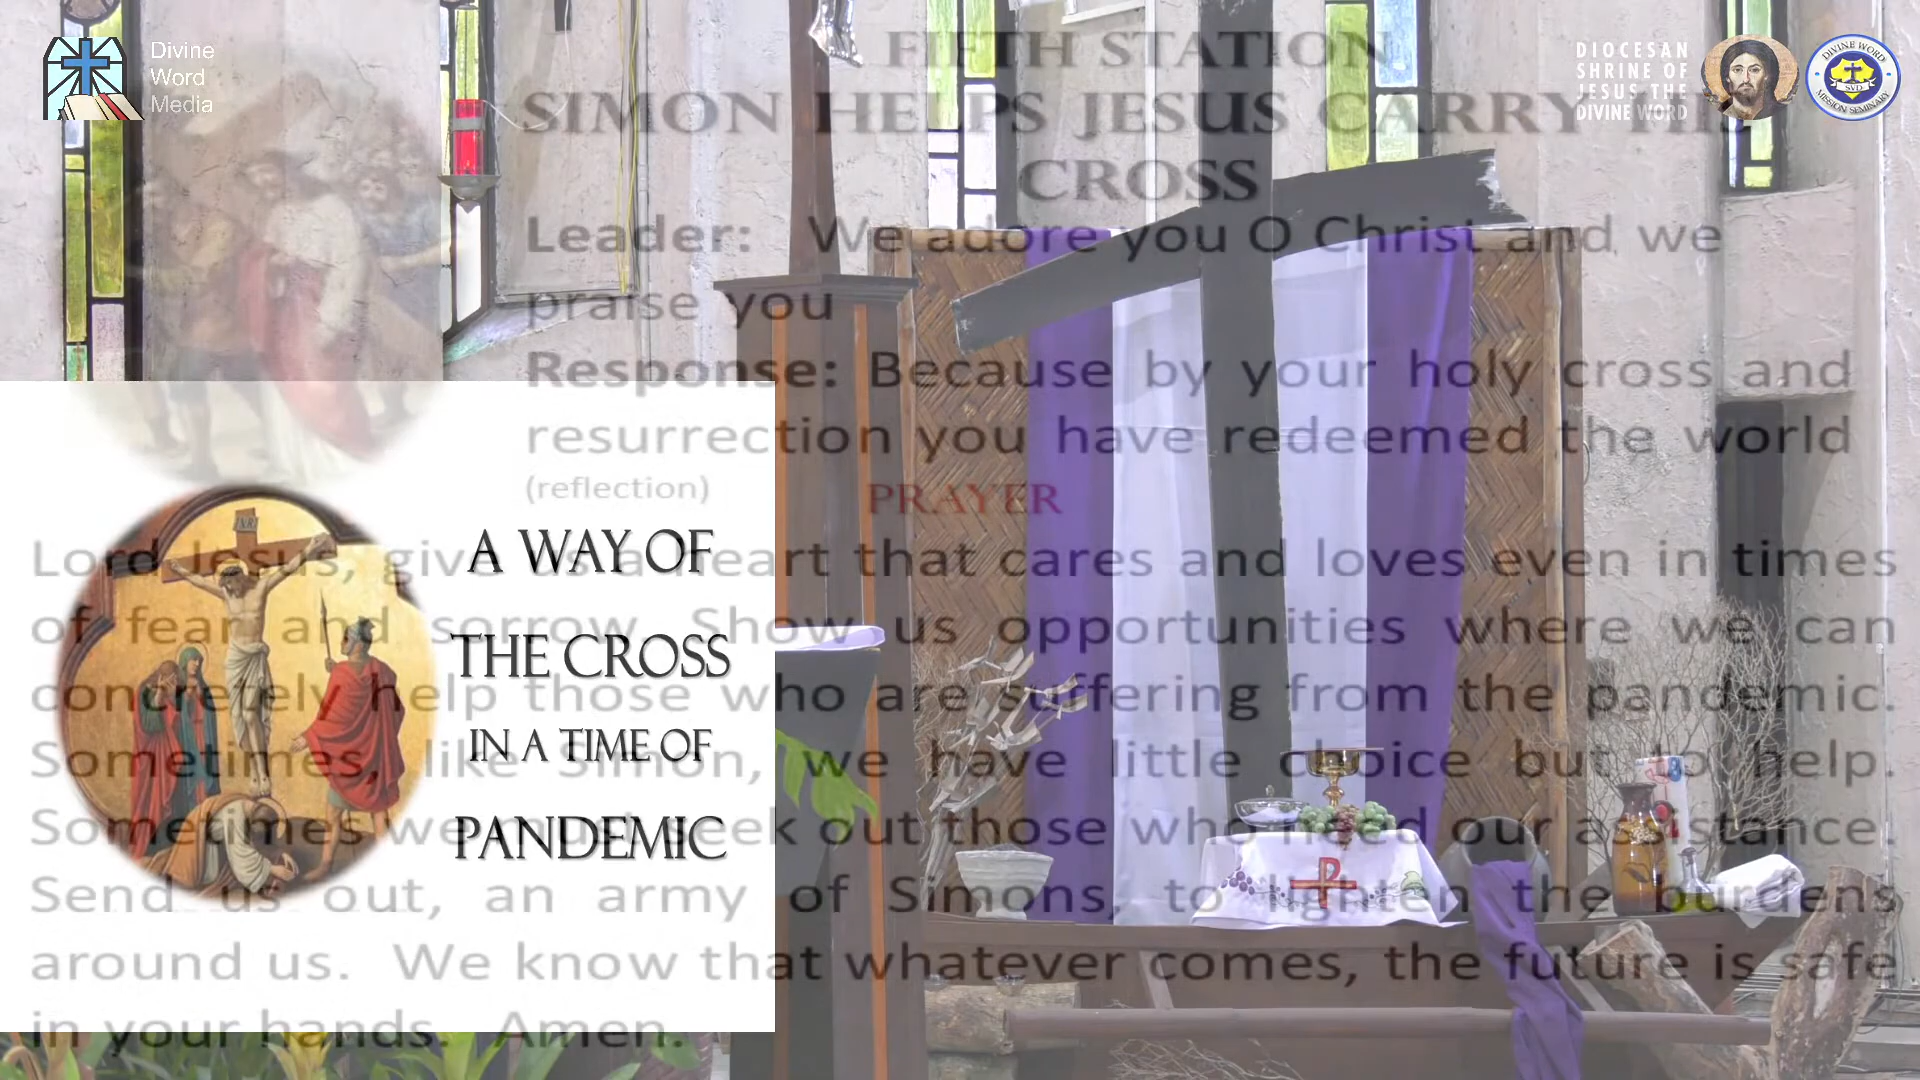 Divine
Word
Media
DIOCESAN
SHRINE OF
JESUS THE
DIVINE WORD
DIVINE WORD
SVD
MISSION SEMINARY
FIFTH STATION
SIMON HELPS JESUS CARRY HIS
CROSS
Leader: We adore you O Christ and we
praise you
Response: Because by your holy cross and
resurrection you have redeemed the world
(reflection)
PRAYER
Lord Jesus, give us a heart that cares and loves even in times
of fear and sorrow. Show us opportunities where we can
concretely help those who are suffering from the pandemic.
Sometimes, like Simon, we have little choice but to help.
Sometimes we must seek out those who need our assistance.
Send us out, an army of Simons, to lighten the burdens
around us. We know that whatever comes, the future is safe
in your hands. Amen.
INRI
A WAY OF
THE CROSS
IN A TIME OF
PANDEMIC